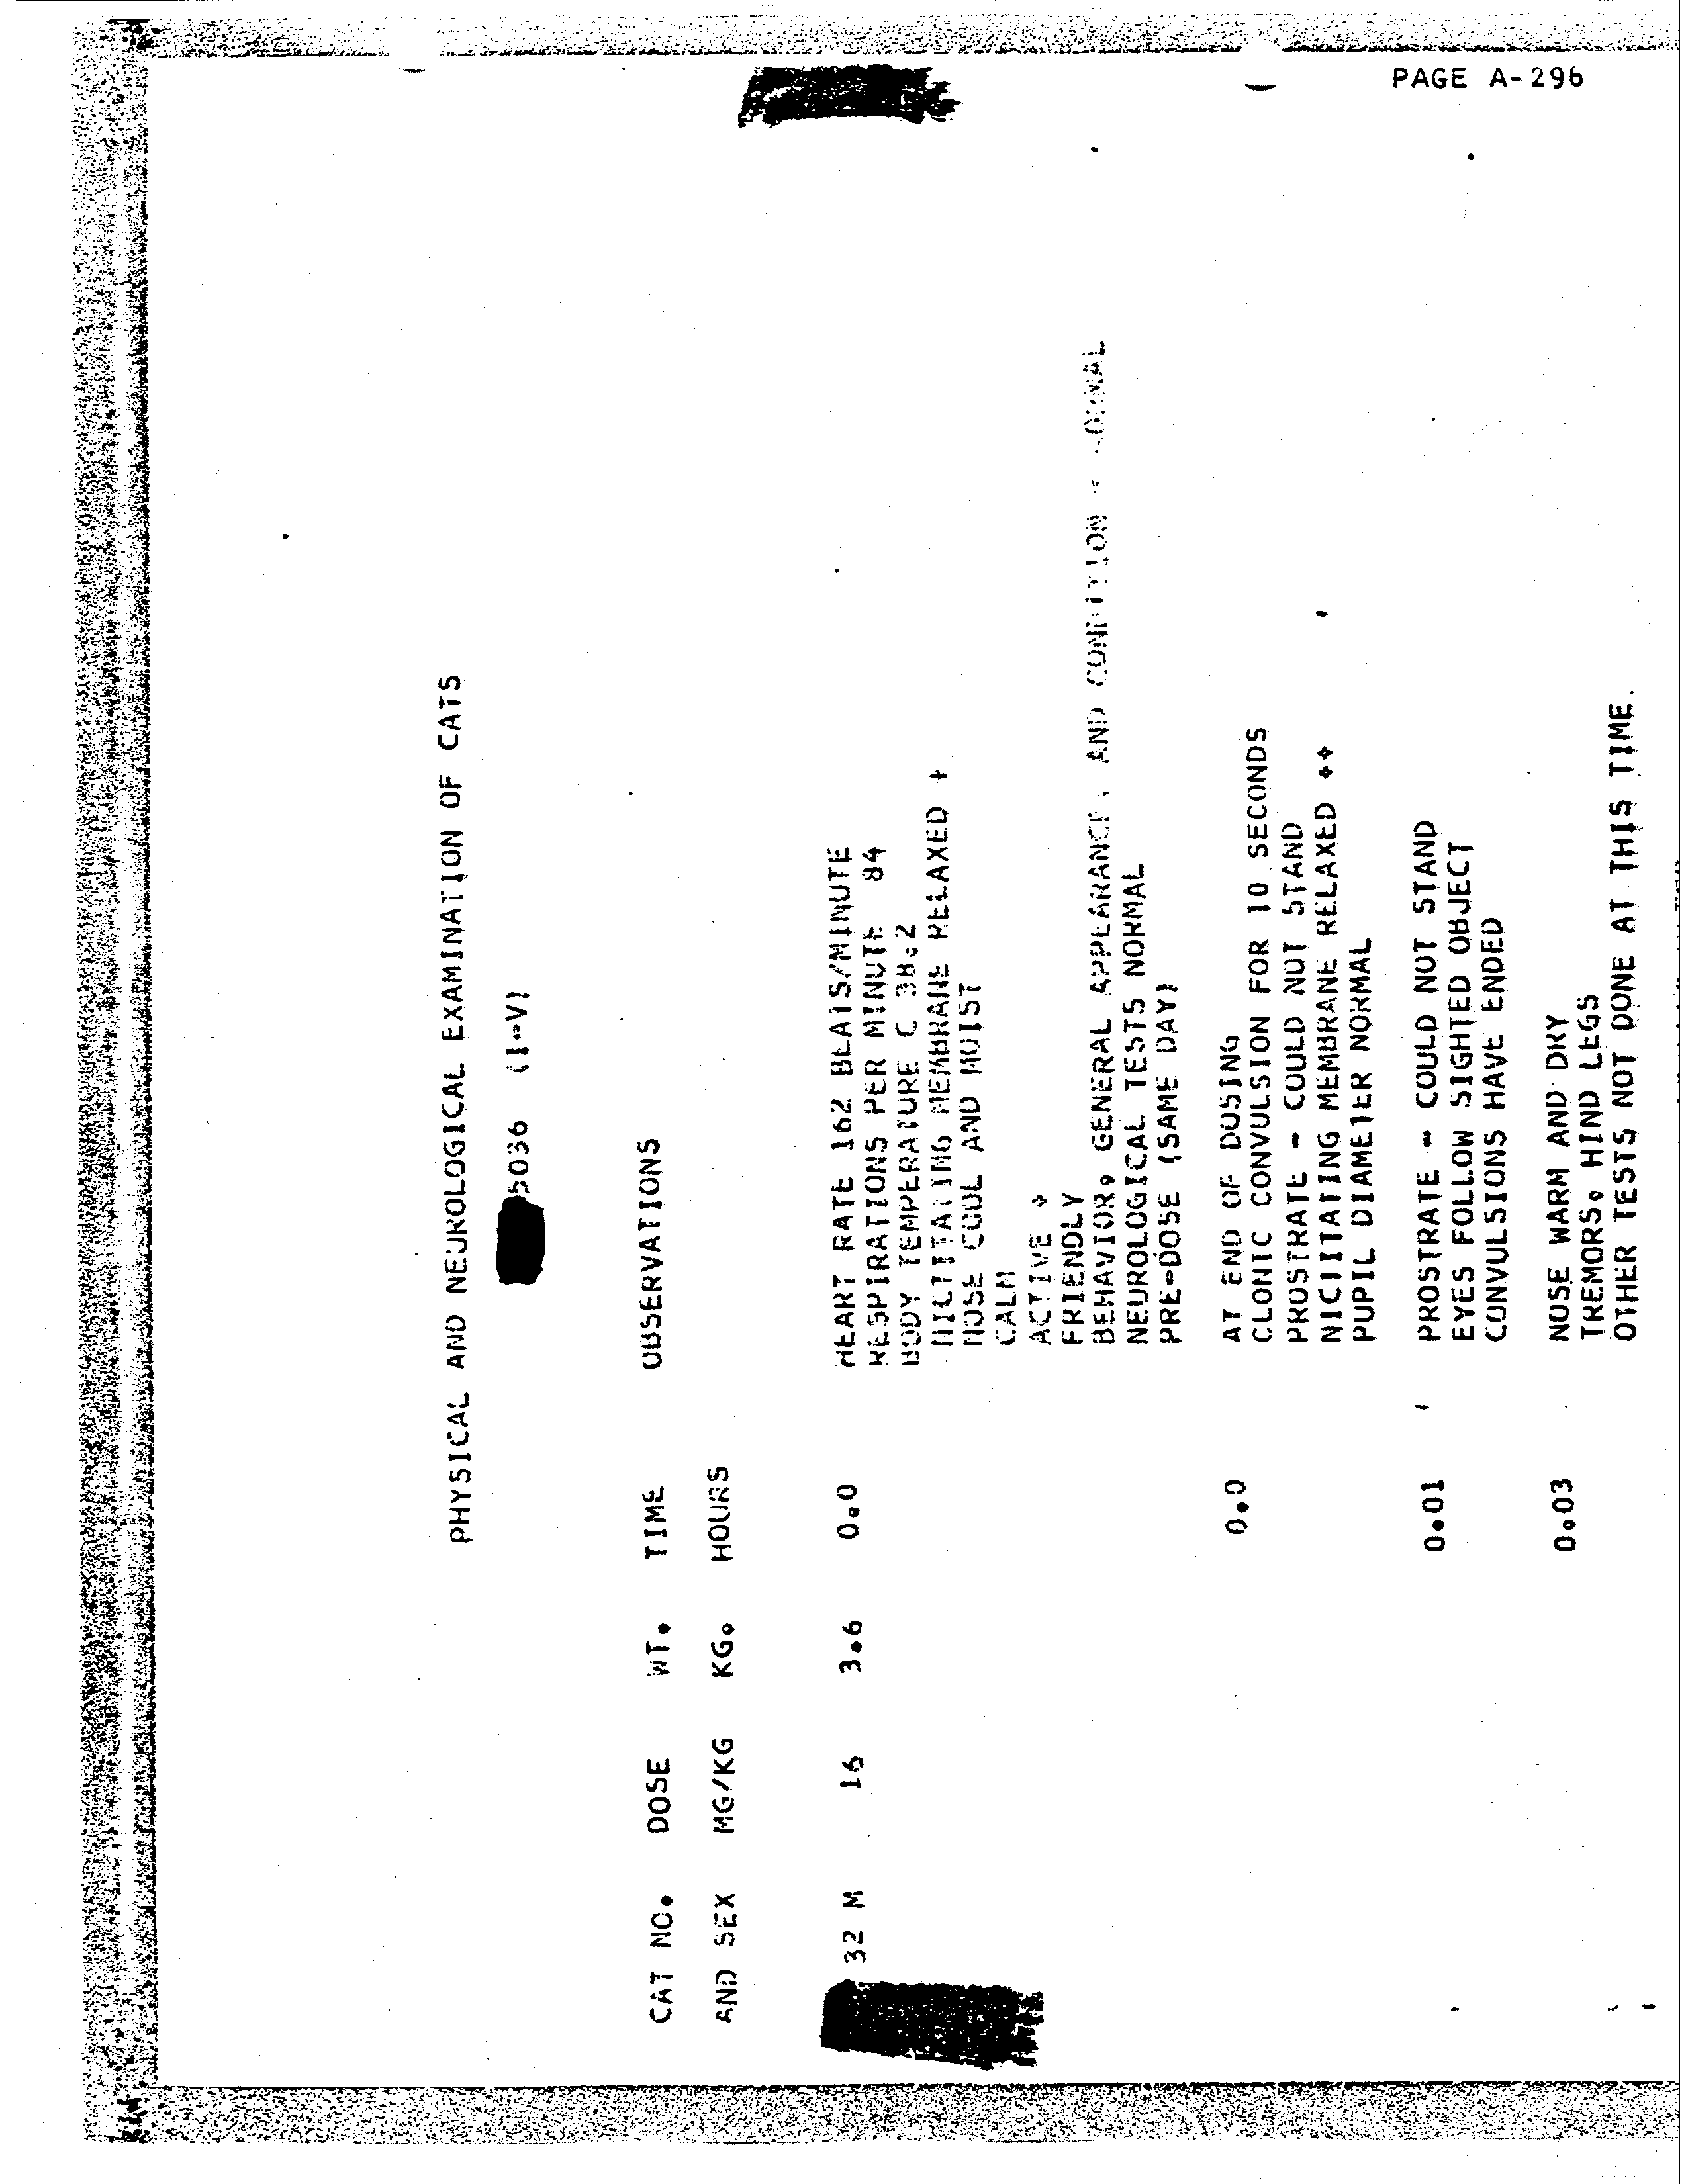 PAGE A-296
PHYSICAL AND NEUROLOGICAL EXAMINATION OF CATS
5036 (I-V)
CAT NO. DOSE WT. TIME OBSERVATIONS
AND SEX MG/KG KG. HOURS
32 M 16 3.6 0.0 HEART RATE 162 BEATS/MINUTE
RESPIRATIONS PER MINUTE 84
BODY TEMPERATURE C 38.2
NICTITATING MEMBRANE RELAXED +
NOSE COOL AND MOIST
CALM
ACTIVE +
FRIENDLY
BEHAVIOR, GENERAL APPEARANCE, AND CONDITION - NORMAL
NEUROLOGICAL TESTS NORMAL
PRE-DOSE (SAME DAY)
0.0 AT END OF DOSING
CLONIC CONVULSION FOR 10 SECONDS
PROSTRATE - COULD NOT STAND
NICTITATING MEMBRANE RELAXED ++
PUPIL DIAMETER NORMAL
0.01 PROSTRATE - COULD NOT STAND
EYES FOLLOW SIGHTED OBJECT
CONVULSIONS HAVE ENDED
0.03 NOSE WARM AND DRY
TREMORS, HIND LEGS
OTHER TESTS NOT DONE AT THIS TIME.